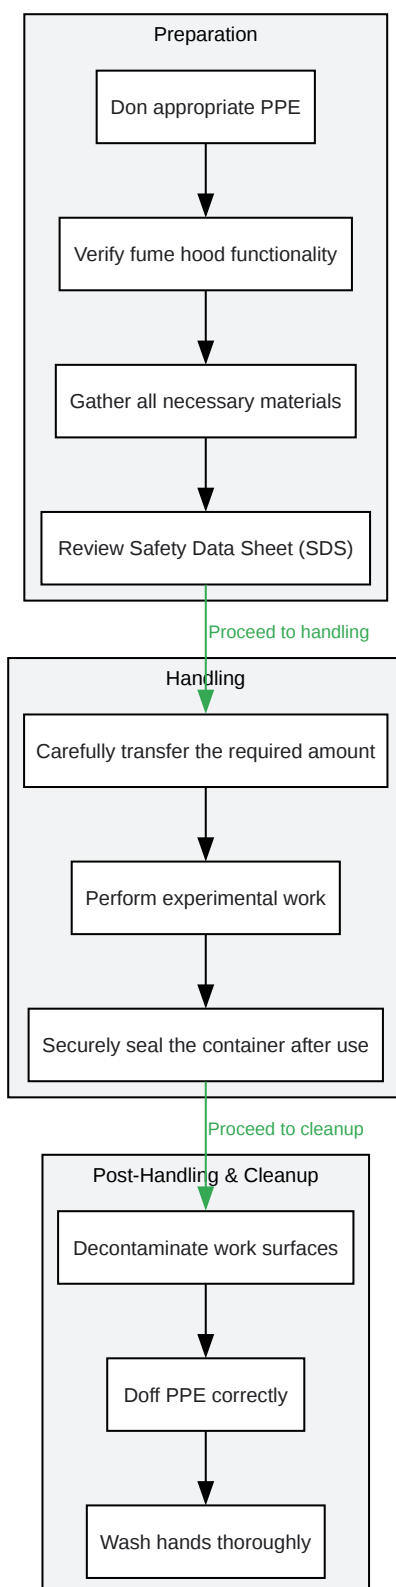 Preparation
Don appropriate PPE
Verify fume hood functionality
Gather all necessary materials
Review Safety Data Sheet (SDS)
Proceed to handling
Handling
Carefully transfer the required amount
Perform experimental work
Securely seal the container after use
Proceed to cleanup
Post-Handling & Cleanup
Decontaminate work surfaces
Doff PPE correctly
Wash hands thoroughly